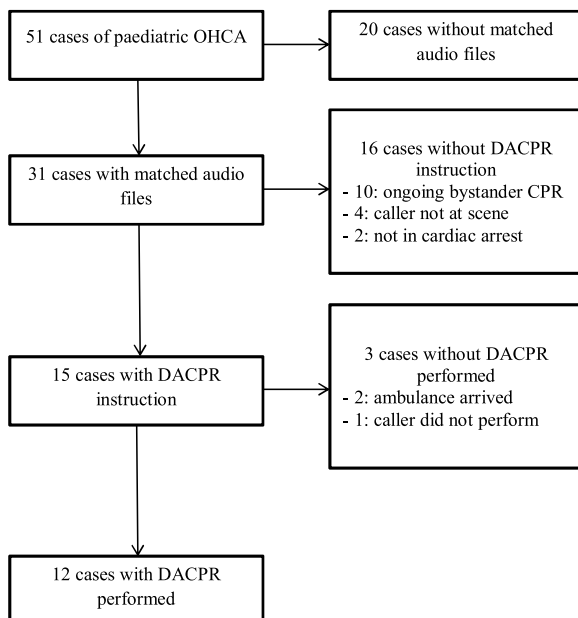 51 cases of paediatric OHCA
20 cases without matched
audio files
31 cases with matched audio
files
16 cases without DACPR
instruction
- 10: ongoing bystander CPR
- 4: caller not at scene
- 2: not in cardiac arrest
15 cases with DACPR
instruction
3 cases without DACPR
performed
- 2: ambulance arrived
- 1: caller did not perform
12 cases with DACPR
performed